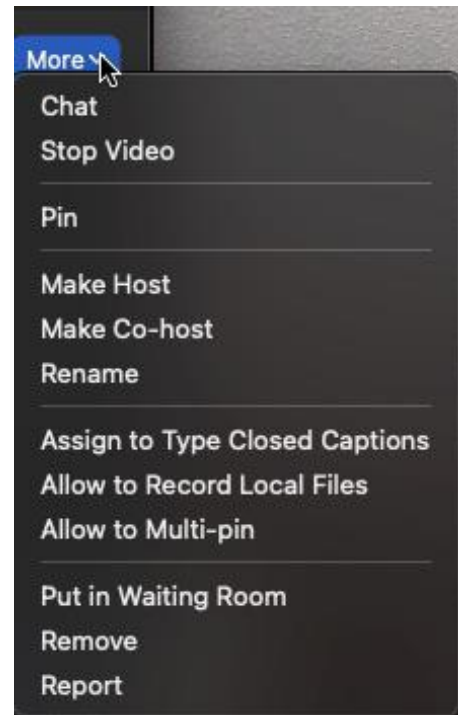 More
Chat
Stop Video
Pin
Make Host
Make Co-host
Rename
Assign to Type Closed Captions
Allow to Record Local Files
Allow to Multi-pin
Put in Waiting Room
Remove
Report